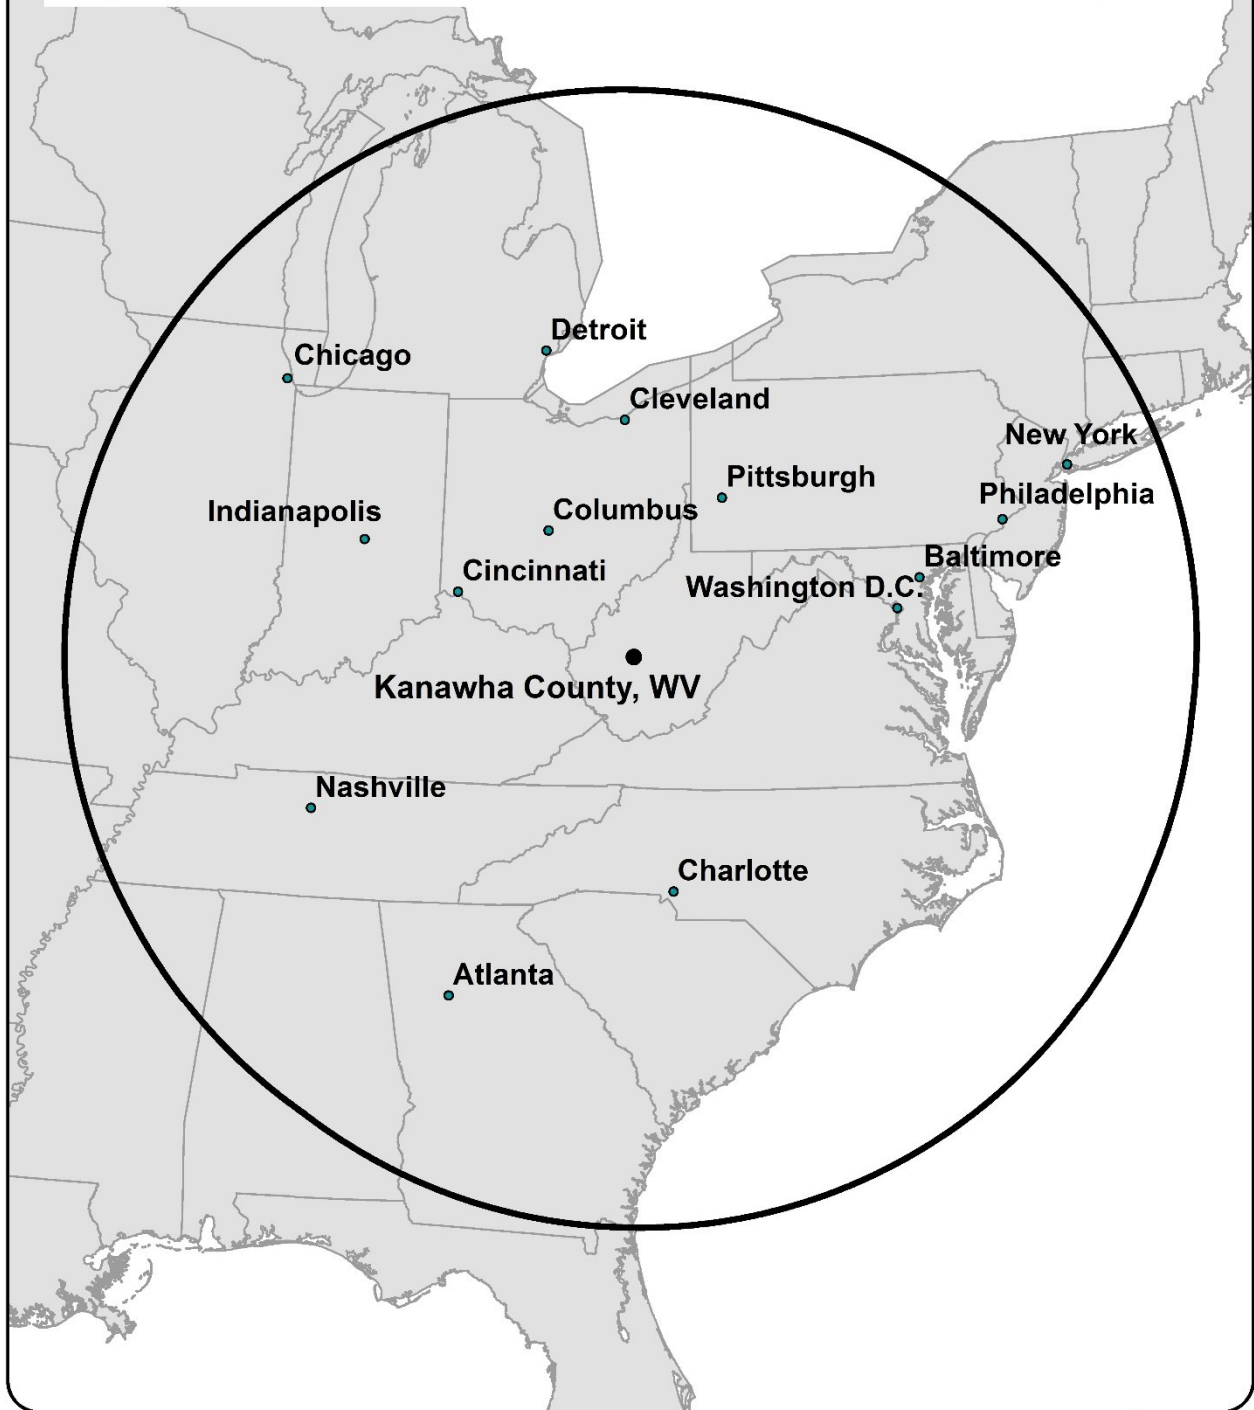 Detroit
Chicago
Cleveland
New York
Pittsburgh
Philadelphia
Indianapolis
Columbus
Baltimore
Cincinnati
Washington D.C.
Kanawha County, WV
Nashville
Charlotte
Atlanta